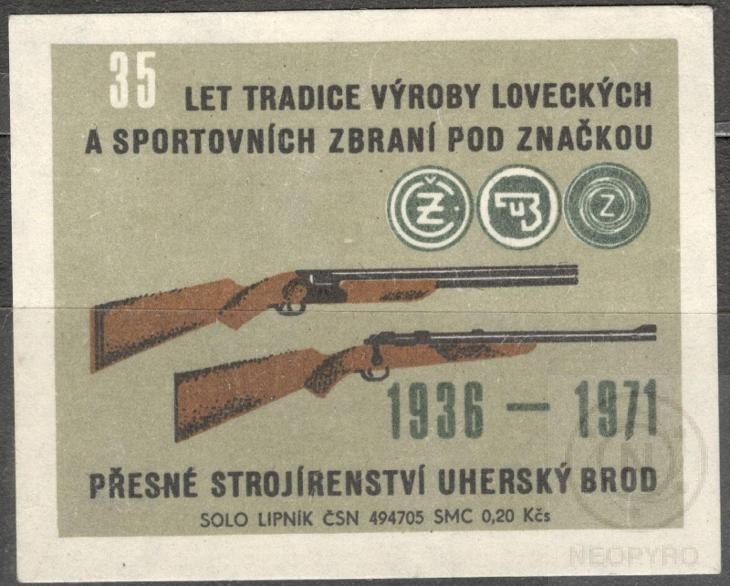 35 LET TRADICE VÝROBY LOVECKÝCH
A SPORTOVNÍCH ZBRANÍ POD ZNAČKOU
ČZ UB Z
1936 — 1971
PŘESNÉ STROJÍRENSTVÍ UHERSKÝ BROD
SOLO LIPNÍK ČSN 494705 SMC 0,20 Kčs
N
NEOPYRO